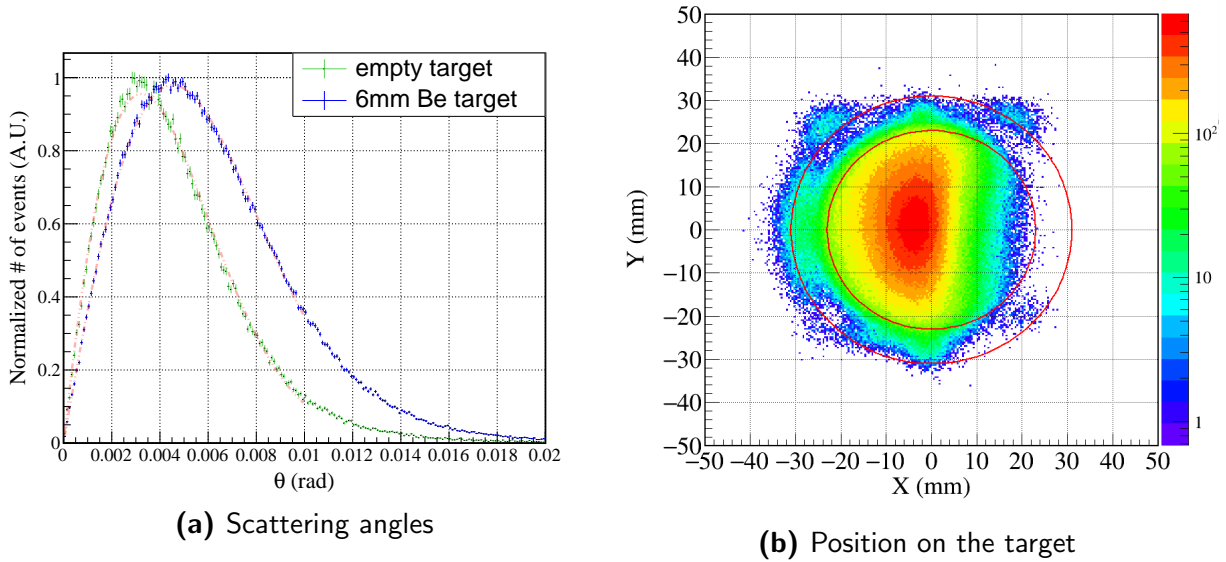 empty target
6mm Be target
Normalized # of events (A.U.)
1
0.8
0.6
0.4
0.2
0
0 0.002 0.004 0.006 0.008 0.01 0.012 0.014 0.016 0.018 0.02
θ (rad)
(a) Scattering angles
50
40
30
20
10
0
−10
−20
−30
−40
−50
Y (mm)
−50 −40 −30 −20 −10 0 10 20 30 40 50
X (mm)
10²
10
1
(b) Position on the target